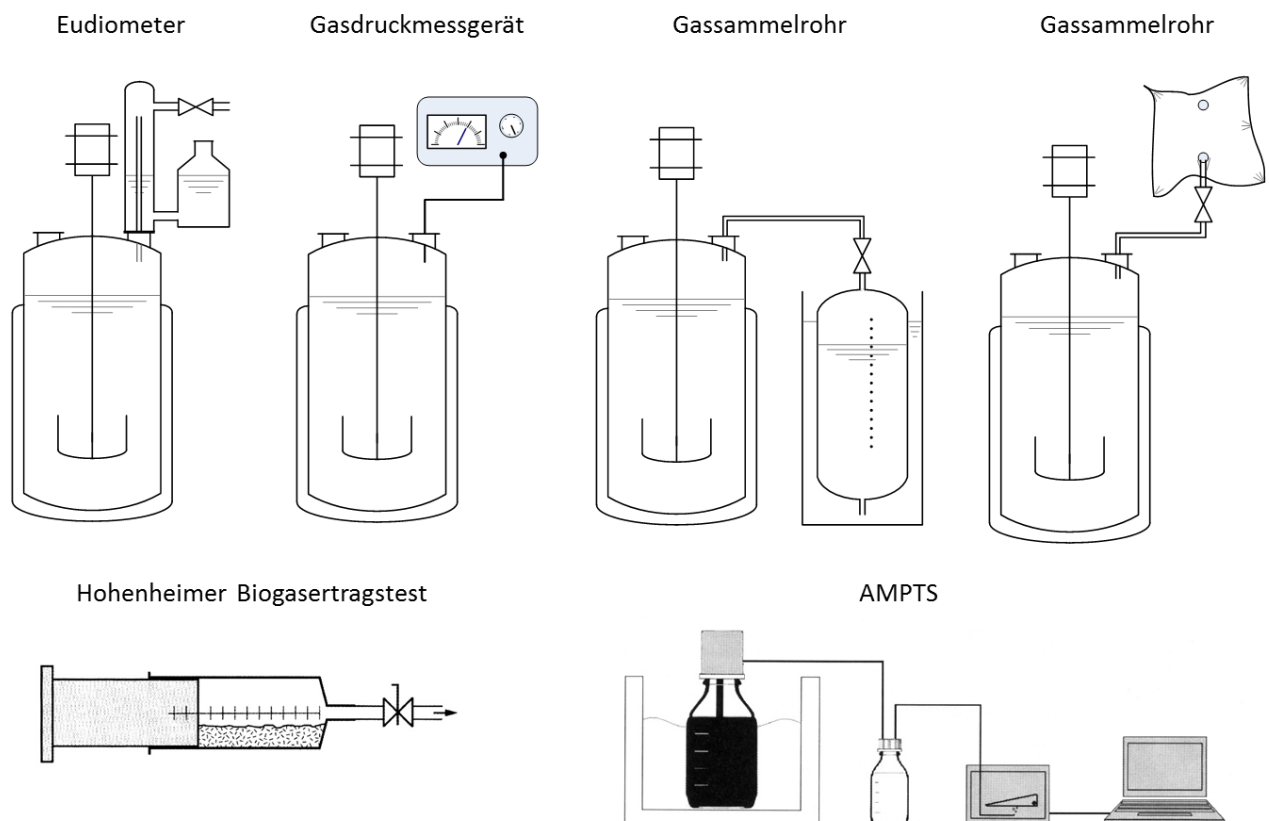 Eudiometer
Gasdruckmessgerät
Gassammelrohr
Gassammelrohr
Hohenheimer Biogasertragstest
AMPTS